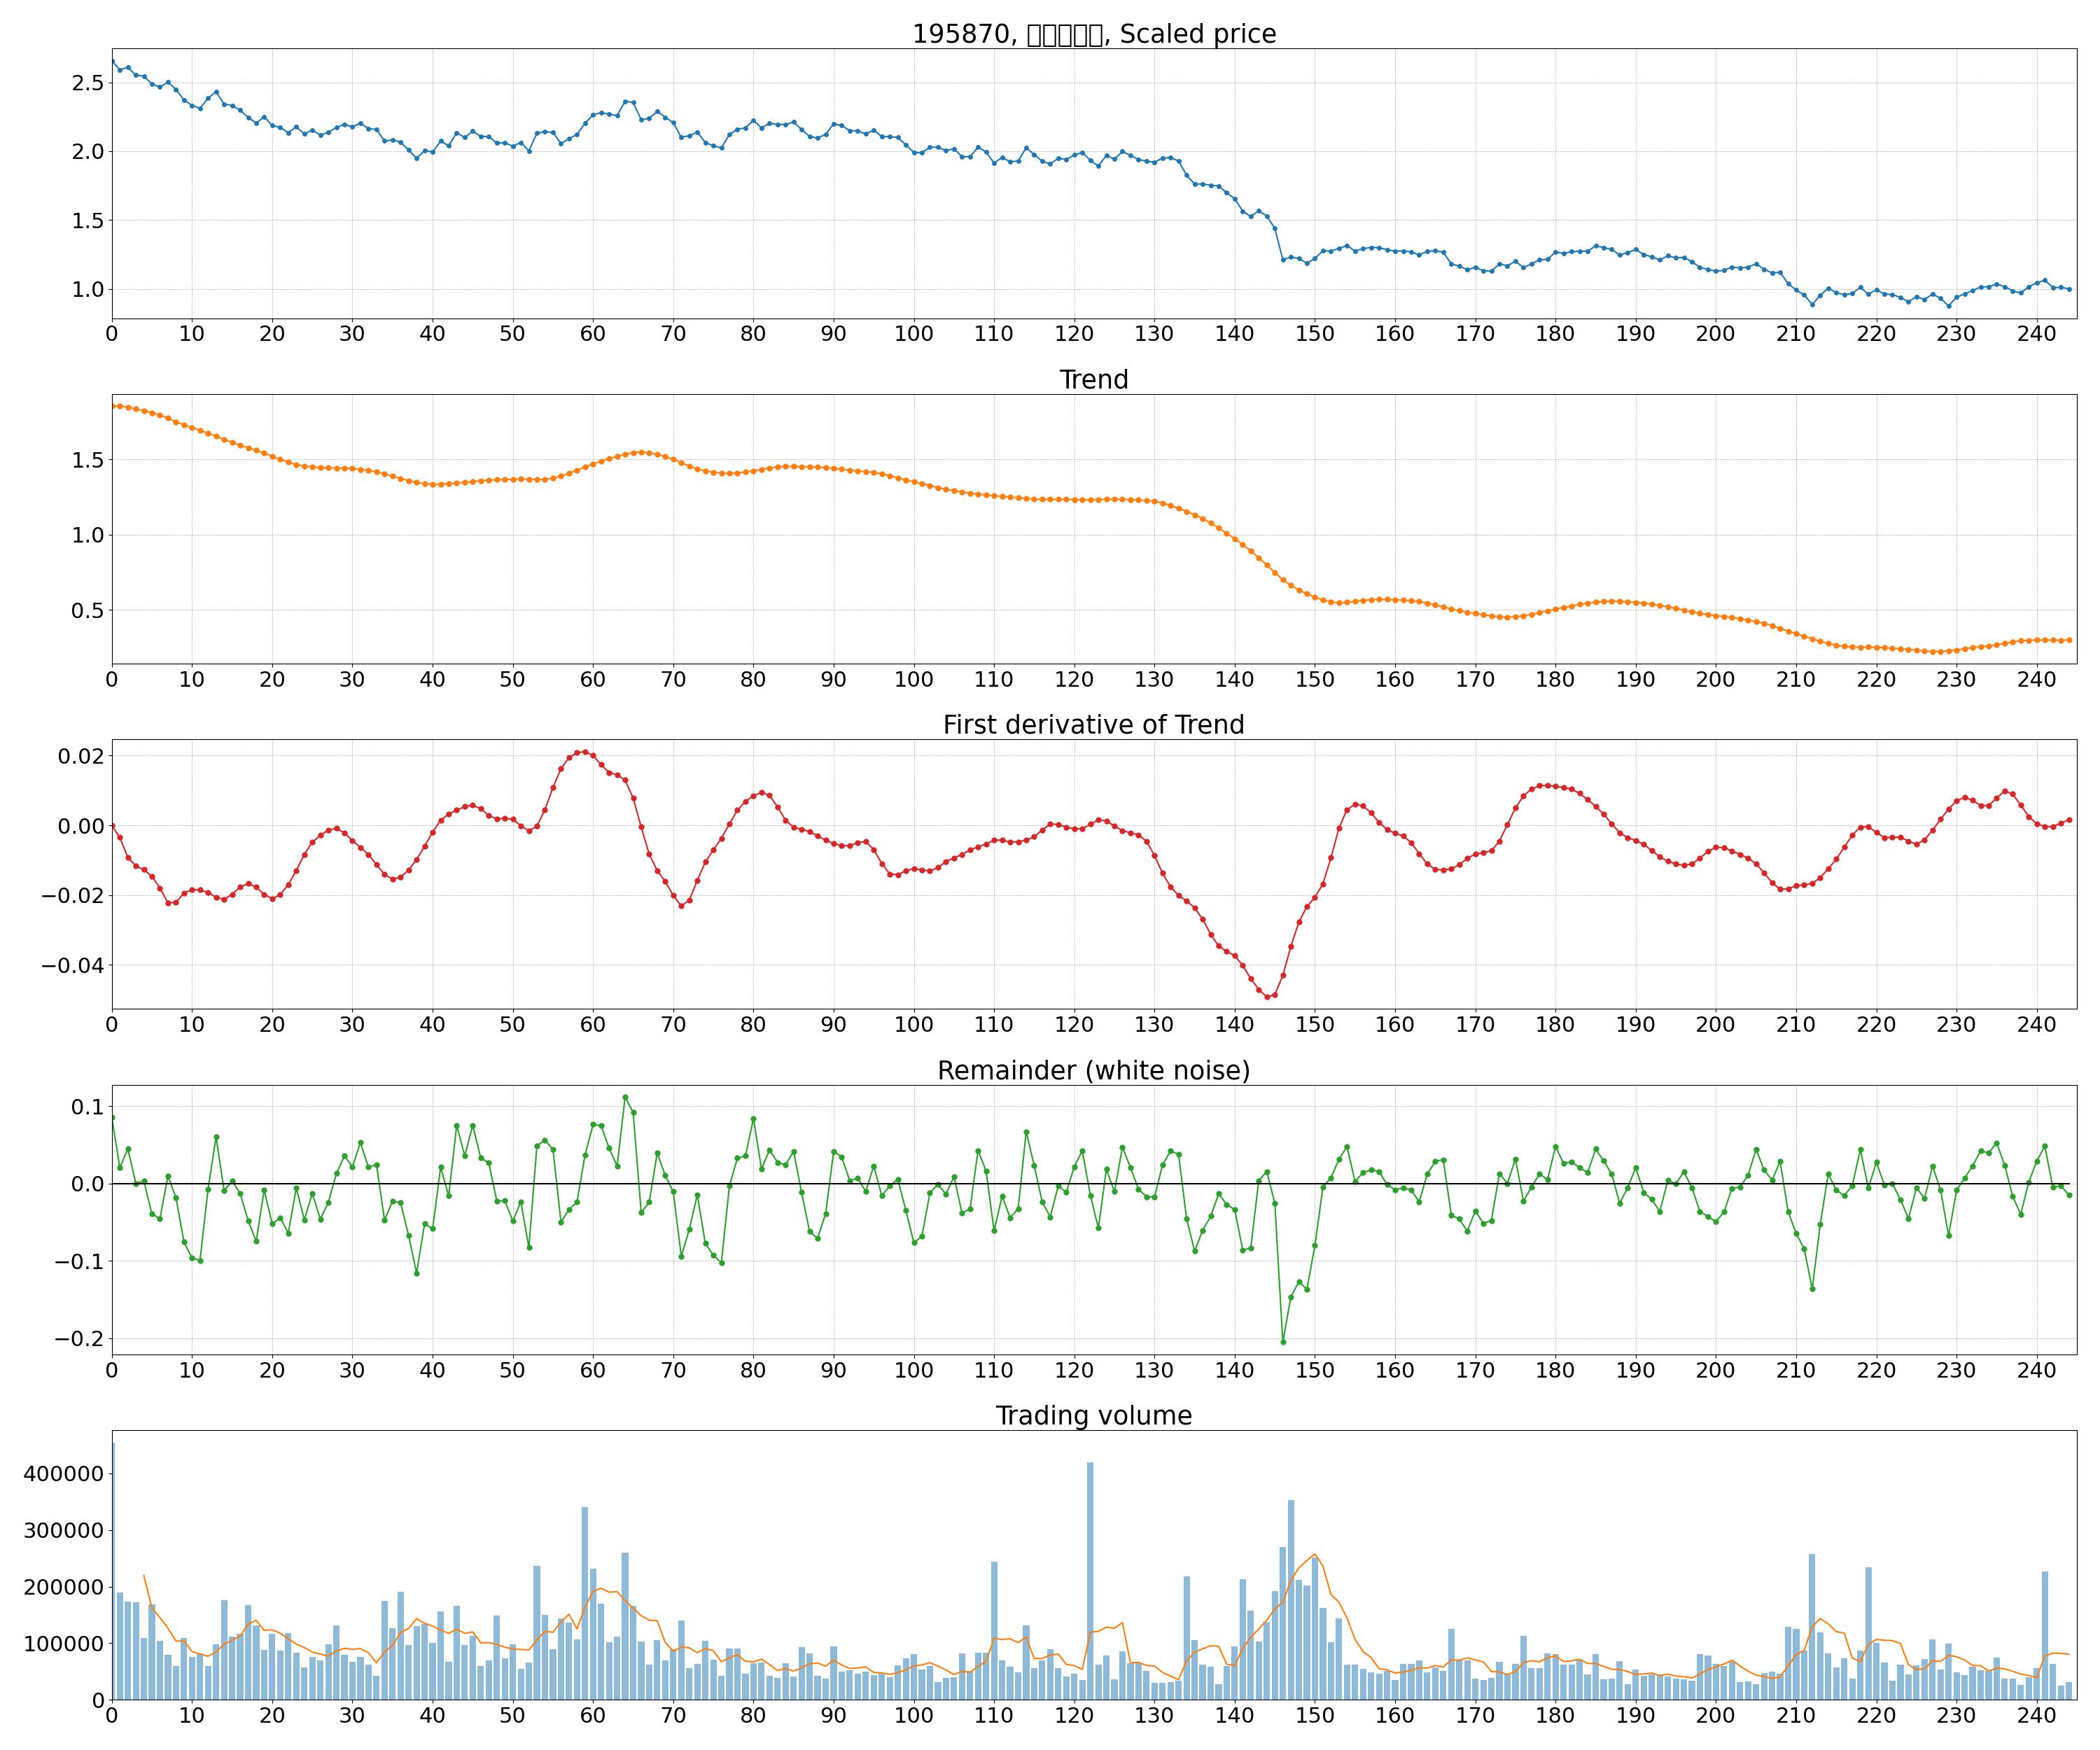 195870, □□□□□, Scaled price
2.5
2.0
1.5
1.0
0 10 20 30 40 50 60 70 80 90 100 110 120 130 140 150 160 170 180 190 200 210 220 230 240
Trend
1.5
1.0
0.5
0 10 20 30 40 50 60 70 80 90 100 110 120 130 140 150 160 170 180 190 200 210 220 230 240
First derivative of Trend
0.02
0.00
−0.02
−0.04
0 10 20 30 40 50 60 70 80 90 100 110 120 130 140 150 160 170 180 190 200 210 220 230 240
Remainder (white noise)
0.1
0.0
−0.1
−0.2
0 10 20 30 40 50 60 70 80 90 100 110 120 130 140 150 160 170 180 190 200 210 220 230 240
Trading volume
400000
300000
200000
100000
0
0 10 20 30 40 50 60 70 80 90 100 110 120 130 140 150 160 170 180 190 200 210 220 230 240